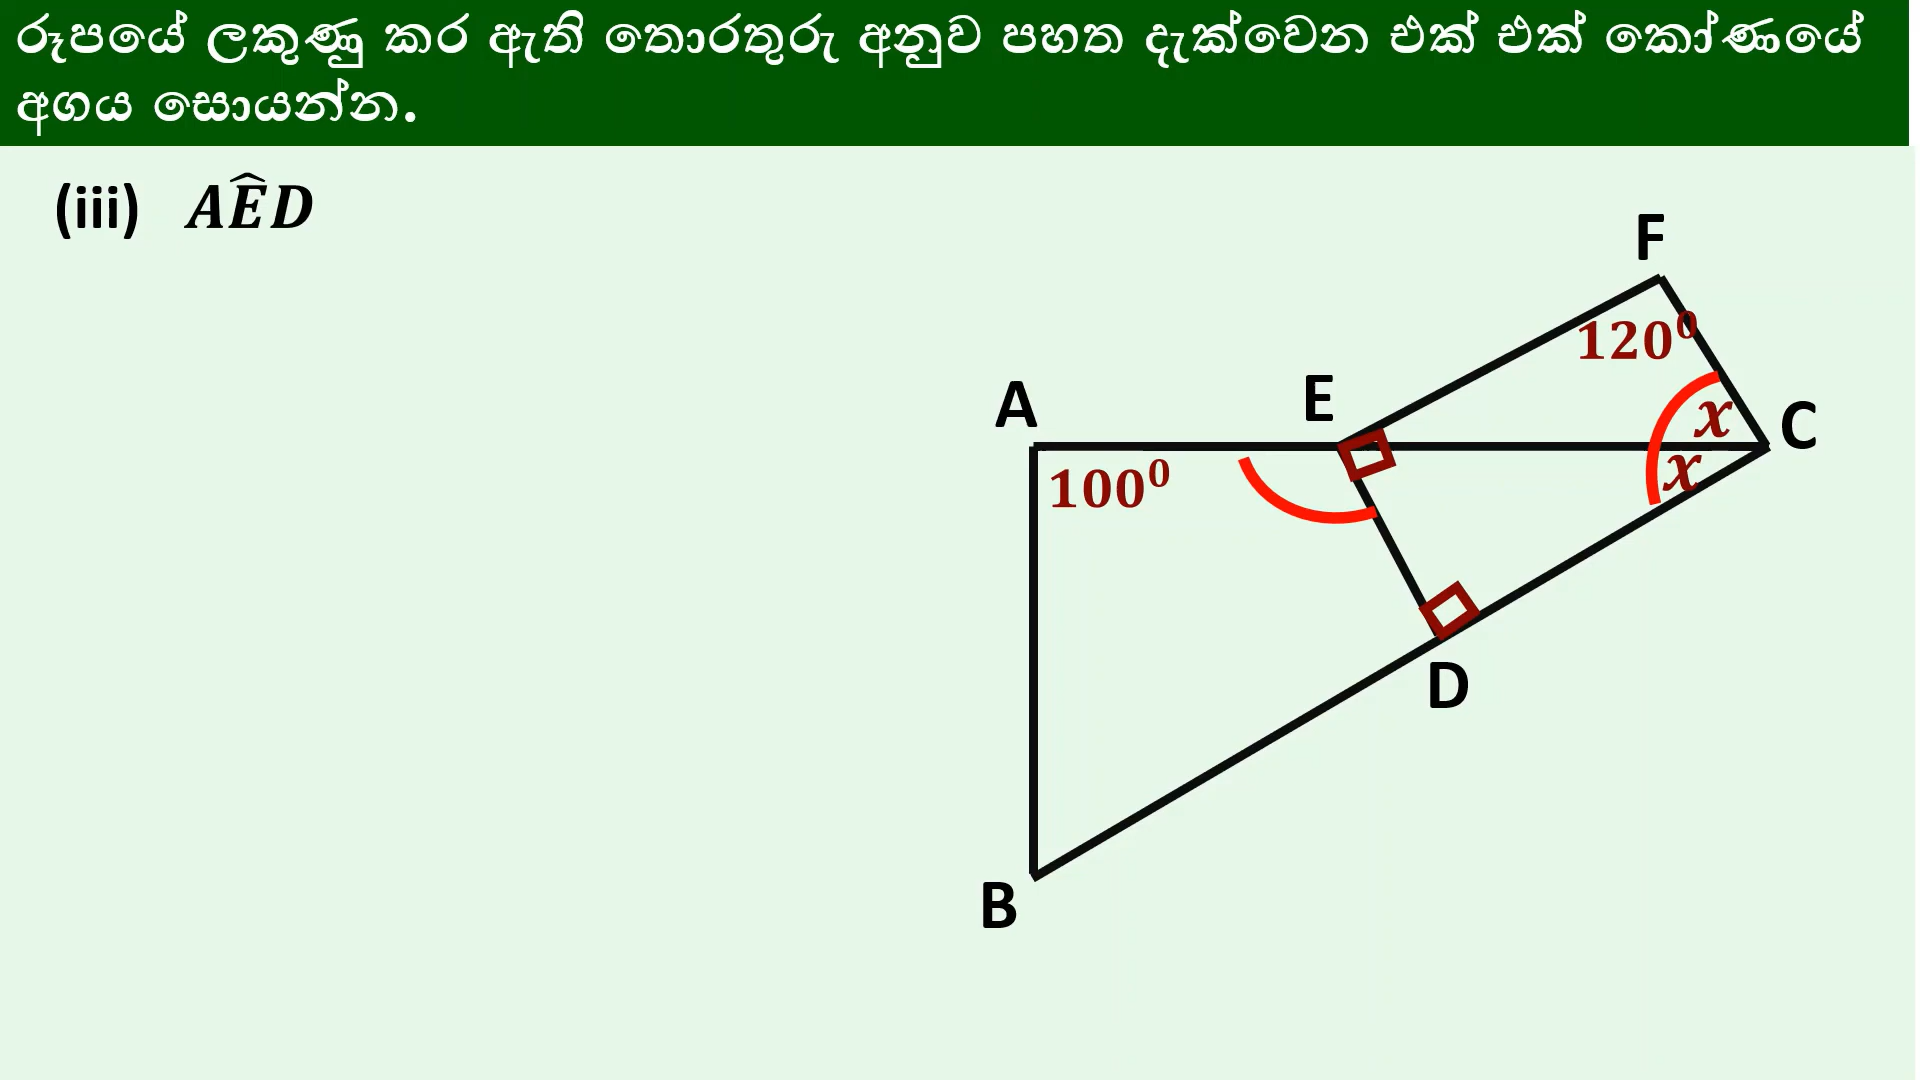 රූපයේ ලකුණු කර ඇති තොරතුරු අනුව පහත දැක්වෙන එක් එක් කෝණයේ
අගය සොයන්න.
(iii) AÊD
F
120⁰
A
E
x
C
100⁰
x
D
B